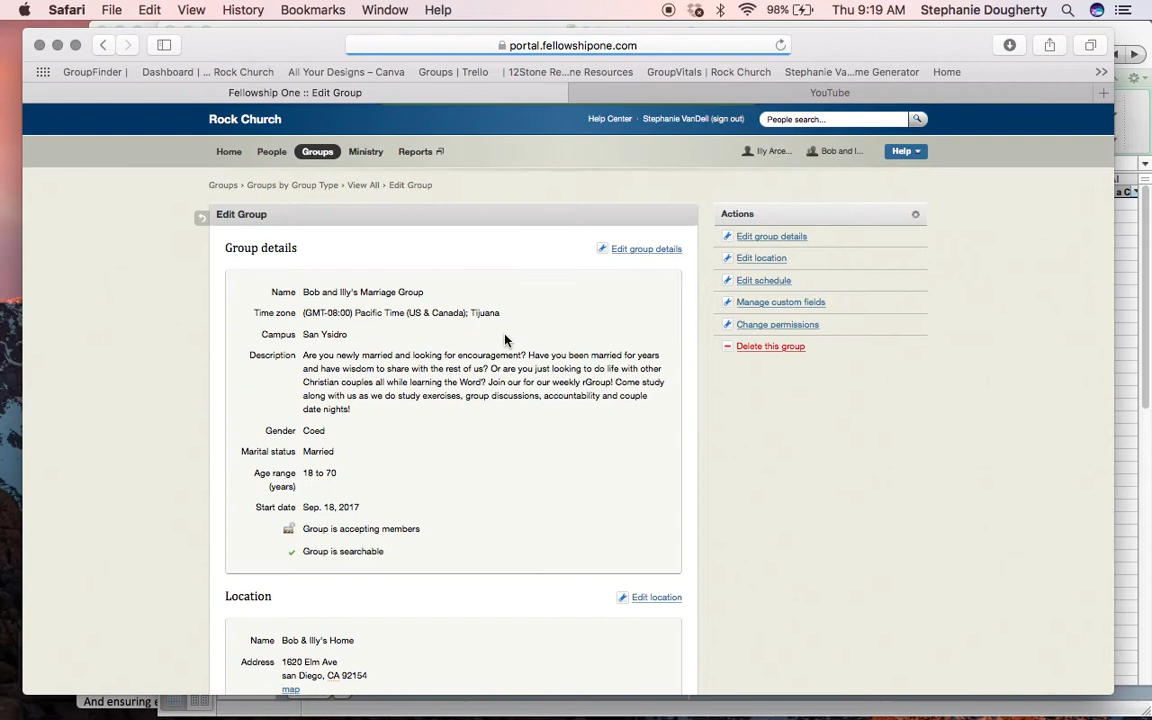 Safari File Edit View History Bookmarks Window Help 98% Thu 9:19 AM Stephanie Dougherty
portal.fellowshipone.com
GroupFinder | Dashboard | ... Rock Church All Your Designs – Canva Groups | Trello | 12Stone Re...ne Resources GroupVitals | Rock Church Stephanie Va...me Generator Home >>
Fellowship One :: Edit Group YouTube +
Rock Church Help Center · Stephanie VanDell (sign out) People search...
Home People Groups Ministry Reports Illy Arce... Bob and I... Help
Groups › Groups by Group Type › View All › Edit Group
Edit Group
Group details Edit group details
Name Bob and Illy's Marriage Group
Time zone (GMT-08:00) Pacific Time (US & Canada); Tijuana
Campus San Ysidro
Description Are you newly married and looking for encouragement? Have you been married for years
and have wisdom to share with the rest of us? Or are you just looking to do life with other
Christian couples all while learning the Word? Join our for our weekly rGroup! Come study
along with us as we do study exercises, group discussions, accountability and couple
date nights!
Gender Coed
Marital status Married
Age range 18 to 70
(years)
Start date Sep. 18, 2017
Group is accepting members
Group is searchable
Location Edit location
Name Bob & Illy's Home
Address 1620 Elm Ave
san Diego, CA 92154
map
Actions
Edit group details
Edit location
Edit schedule
Manage custom fields
Change permissions
Delete this group
And ensuring